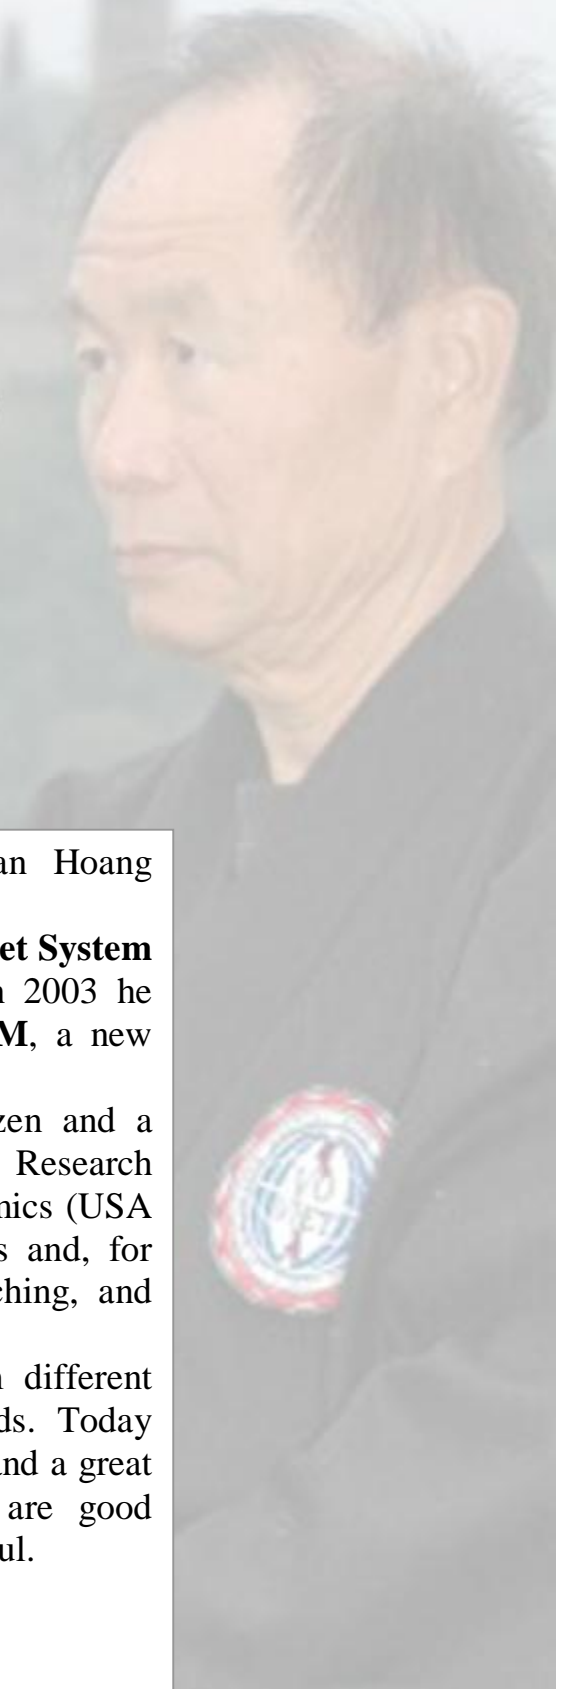 an Hoang
et System
n 2003 he
M, a new
zen and a
Research
nics (USA
s and, for
ching, and
n different
ds. Today
and a great
are good
ul.